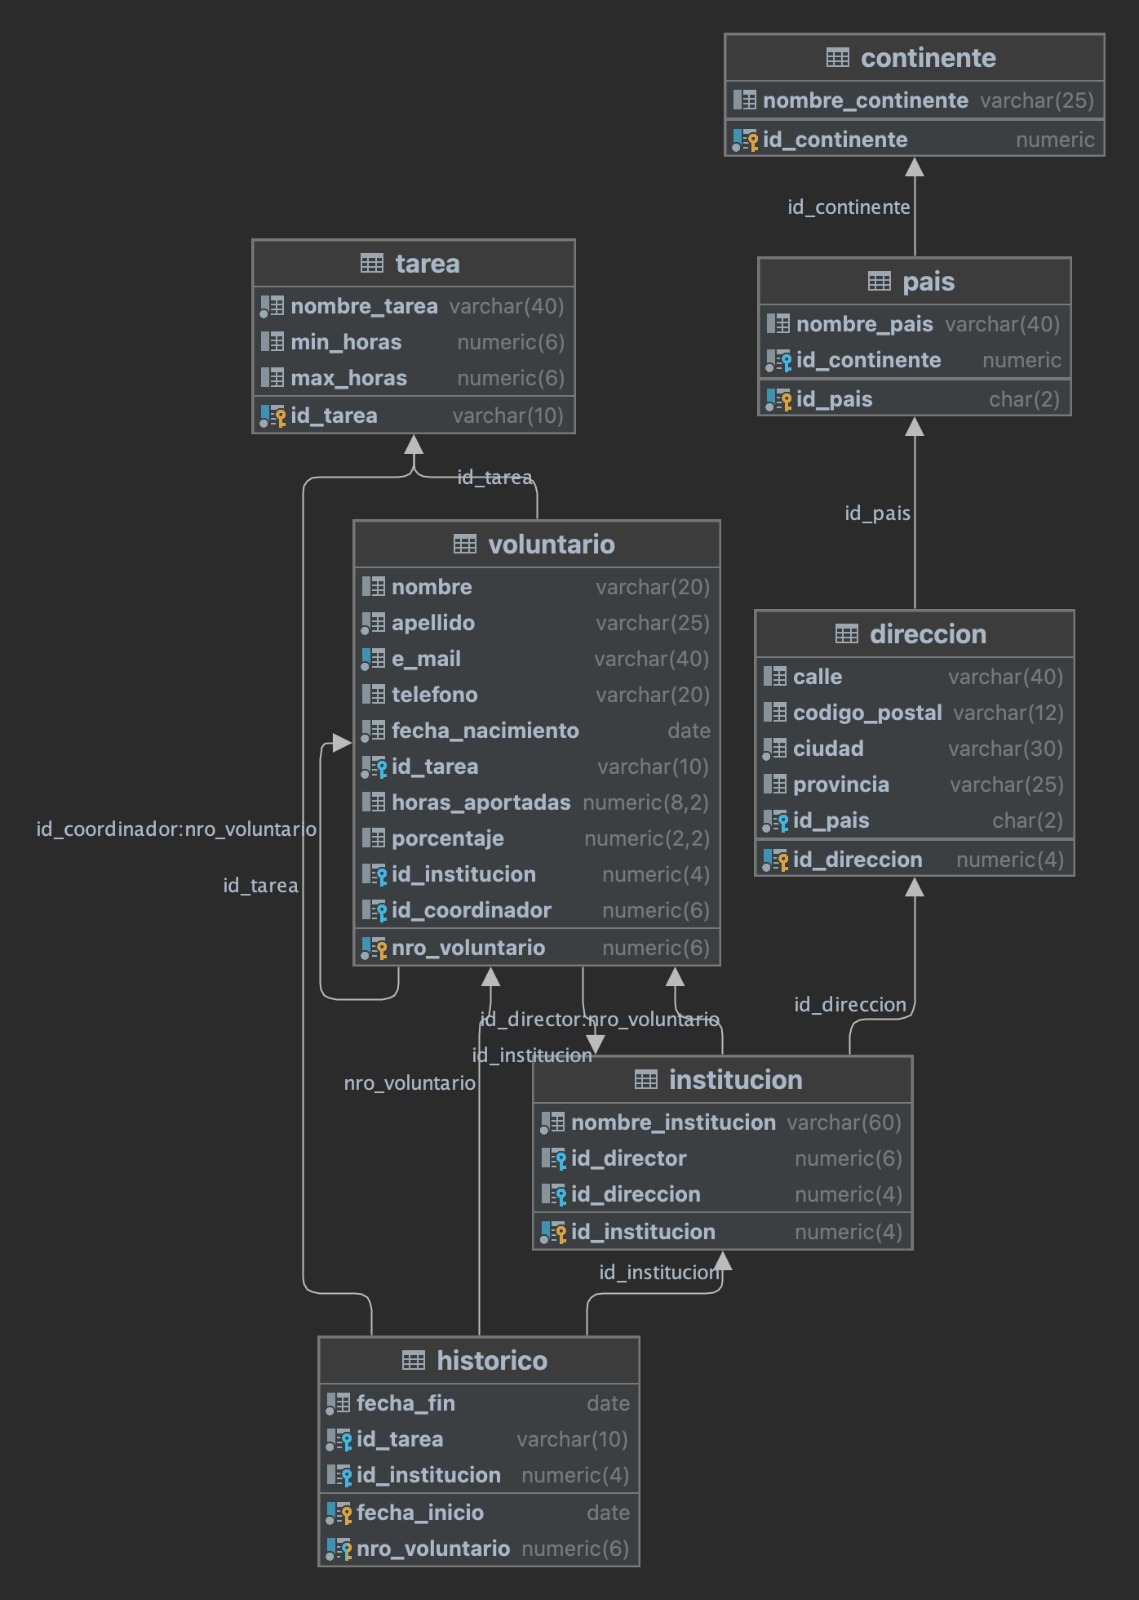 continente
nombre_continente varchar(25)
id_continente numeric
id_continente
pais
nombre_pais varchar(40)
id_continente numeric
id_pais char(2)
id_pais
tarea
nombre_tarea varchar(40)
min_horas numeric(6)
max_horas numeric(6)
id_tarea varchar(10)
id_tarea
voluntario
nombre varchar(20)
apellido varchar(25)
e_mail varchar(40)
telefono varchar(20)
fecha_nacimiento date
id_tarea varchar(10)
horas_aportadas numeric(8,2)
porcentaje numeric(2,2)
id_institucion numeric(4)
id_coordinador numeric(6)
nro_voluntario numeric(6)
id_coordinador:nro_voluntario
id_tarea
direccion
calle varchar(40)
codigo_postal varchar(12)
ciudad varchar(30)
provincia varchar(25)
id_pais char(2)
id_direccion numeric(4)
id_direccion
id_director:nro_voluntario
id_institucion
nro_voluntario
institucion
nombre_institucion varchar(60)
id_director numeric(6)
id_direccion numeric(4)
id_institucion numeric(4)
id_institucion
historico
fecha_fin date
id_tarea varchar(10)
id_institucion numeric(4)
fecha_inicio date
nro_voluntario numeric(6)